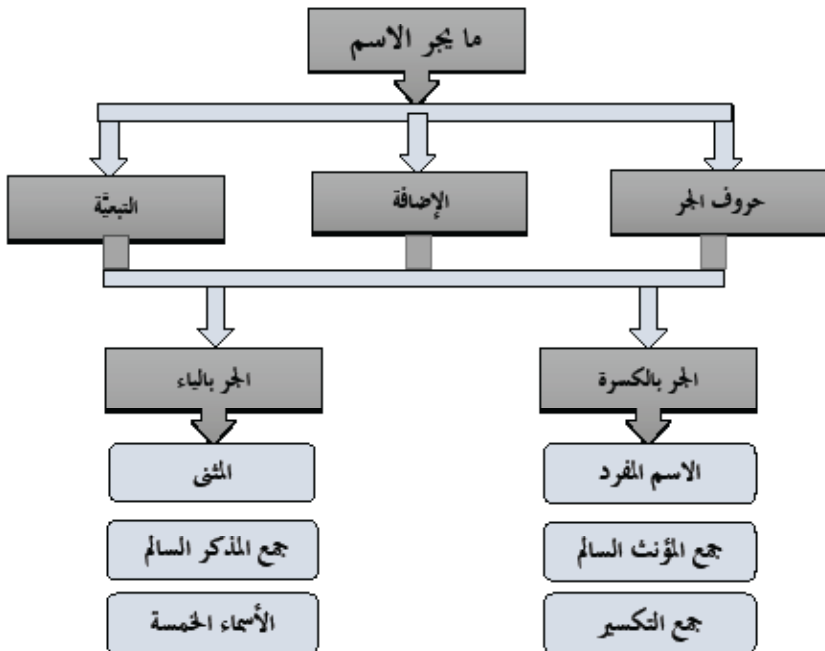 ما يجر الاسم
حروف الجر
الإضافة
التبعيَّة
الجر بالكسرة
الجر بالياء
الاسم المفرد
المثنى
جمع المؤنث السالم
جمع المذكر السالم
جمع التكسير
الأسماء الخمسة